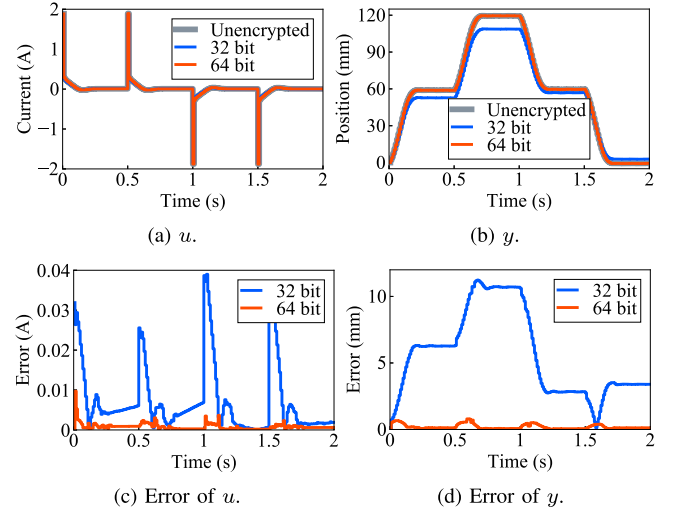 2
1
0
−1
−2
Current (A)
Unencrypted
32 bit
64 bit
0
0.5
1
1.5
2
Time (s)
(a) u.
120
90
60
30
0
Position (mm)
Unencrypted
32 bit
64 bit
0
0.5
1
1.5
2
Time (s)
(b) y.
0.04
0.03
0.02
0.01
0
Error (A)
32 bit
64 bit
0
0.5
1
1.5
2
Time (s)
(c) Error of u.
10
5
0
Error (mm)
32 bit
64 bit
0
0.5
1
1.5
2
Time (s)
(d) Error of y.